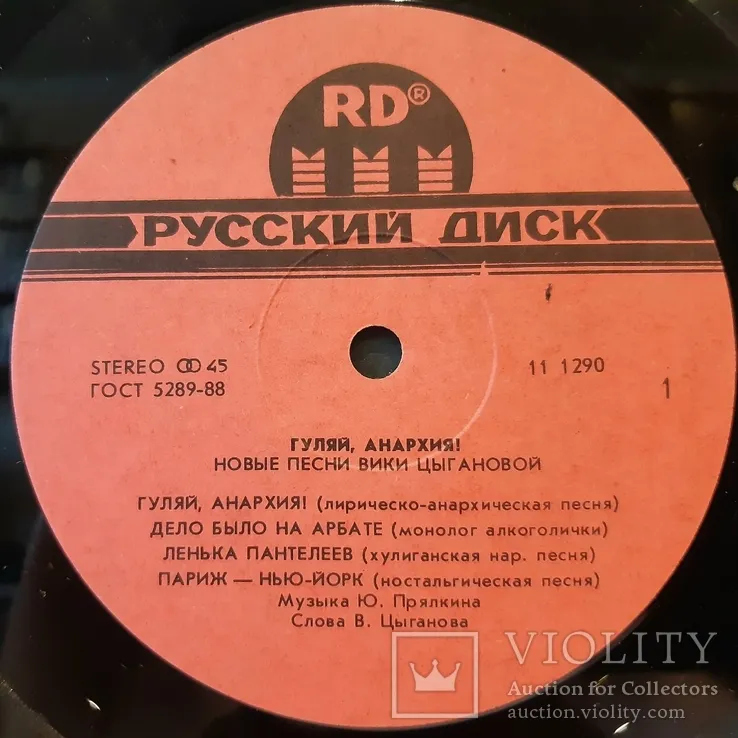 RD®
РУССКИЙ ДИСК
STEREO ꝏ 45
ГОСТ 5289-88
11 1290
1
ГУЛЯЙ, АНАРХИЯ!
НОВЫЕ ПЕСНИ ВИКИ ЦЫГАНОВОЙ
ГУЛЯЙ, АНАРХИЯ! (лирическо-анархическая песня)
ДЕЛО БЫЛО НА АРБАТЕ (монолог алкоголички)
ЛЕНЬКА ПАНТЕЛЕЕВ (хулиганская нар. песня)
ПАРИЖ — НЬЮ-ЙОРК (ностальгическая песня)
Музыка Ю. Прялкина
Слова В. Цыганова
VIOLITY
Auction for Collectors
auction.violity.com